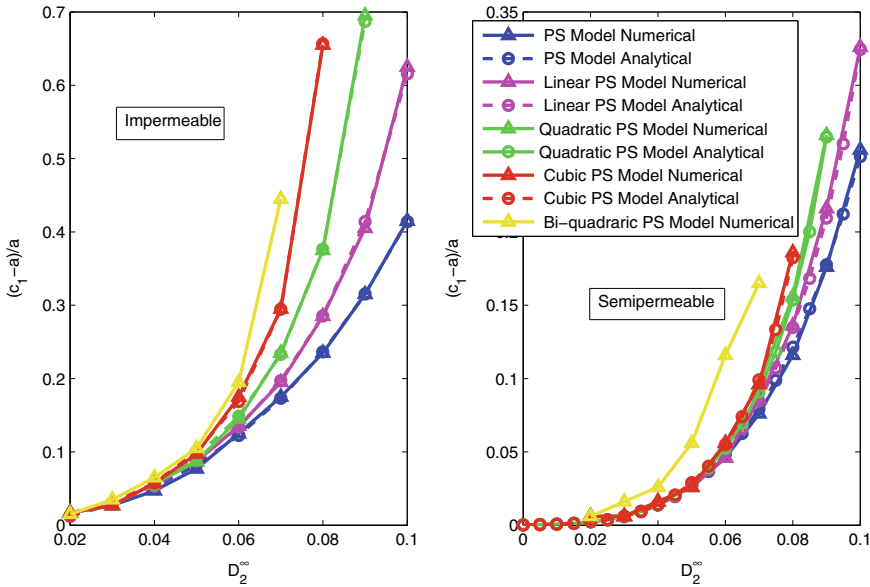 0.7
0.6
0.5
0.4
0.3
0.2
0.1
0
0.02
0.04
0.06
0.08
0.1
(c₁−a)/a
D₂^∞
Impermeable
0.35
0.15
0.1
0.05
0
0
0.02
0.04
0.06
0.08
0.1
(c₁−a)/a
D₂^∞
Semipermeable
PS Model Numerical
PS Model Analytical
Linear PS Model Numerical
Linear PS Model Analytical
Quadratic PS Model Numerical
Quadratic PS Model Analytical
Cubic PS Model Numerical
Cubic PS Model Analytical
Bi−quadraric PS Model Numerical